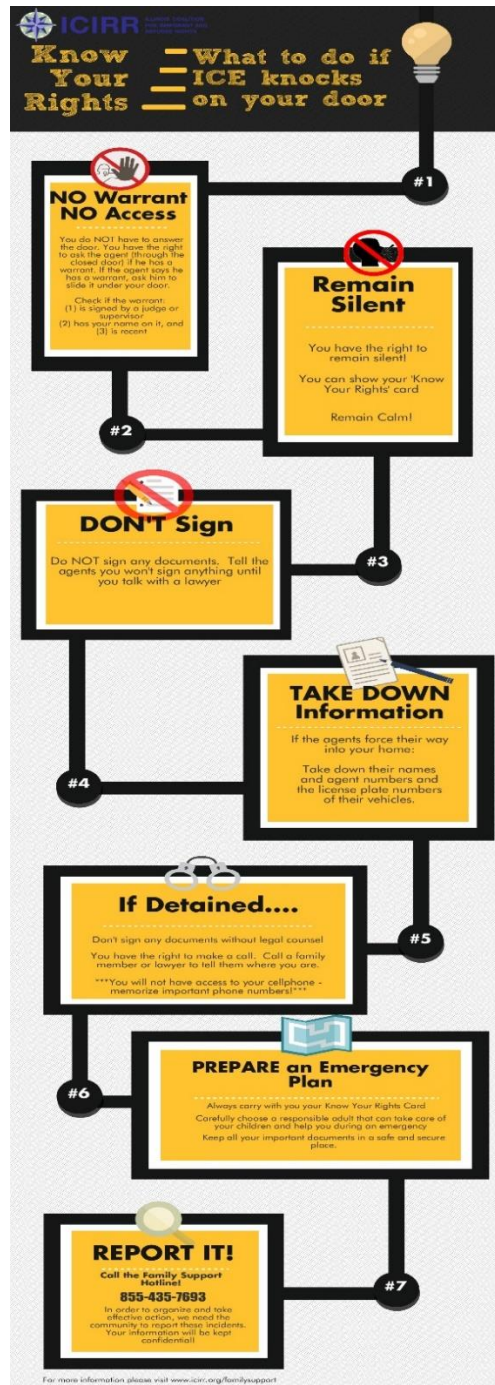 ICIRR
ILLINOIS COALITION
FOR IMMIGRANT AND
REFUGEE RIGHTS
Know
Your
Rights
What to do if
ICE knocks
on your door
#1
NO Warrant
NO Access
You do NOT have to answer
the door. You have the right
to ask the agent (through the
closed door) if he has a
warrant. If the agent says he
has a warrant, ask him to
slide it under your door.
Check if the warrant:
(1) is signed by a judge or
supervisor
(2) has your name on it, and
(3) is recent
#2
Remain
Silent
You have the right to
remain silent!
You can show your 'Know
Your Rights' card
Remain Calm!
#3
DON'T Sign
Do NOT sign any documents. Tell the
agents you won't sign anything until
you talk with a lawyer
#4
TAKE DOWN
Information
If the agents force their way
into your home:
Take down their names
and agent numbers and
the license plate numbers
of their vehicles.
#5
If Detained....
Don't sign any documents without legal counsel
You have the right to make a call. Call a family
member or lawyer to tell them where you are.
***You will not have access to your cellphone -
memorize important phone numbers!***
#6
PREPARE an Emergency
Plan
Always carry with you your Know Your Rights Card
Carefully choose a responsible adult that can take care of
your children and help you during an emergency
Keep all your important documents in a safe and secure
place.
#7
REPORT IT!
Call the Family Support
Hotline!
855-435-7693
In order to organize and take
effective action, we need the
community to report these incidents.
Your information will be kept
confidential!
For more information please visit www.icirr.org/familysupport